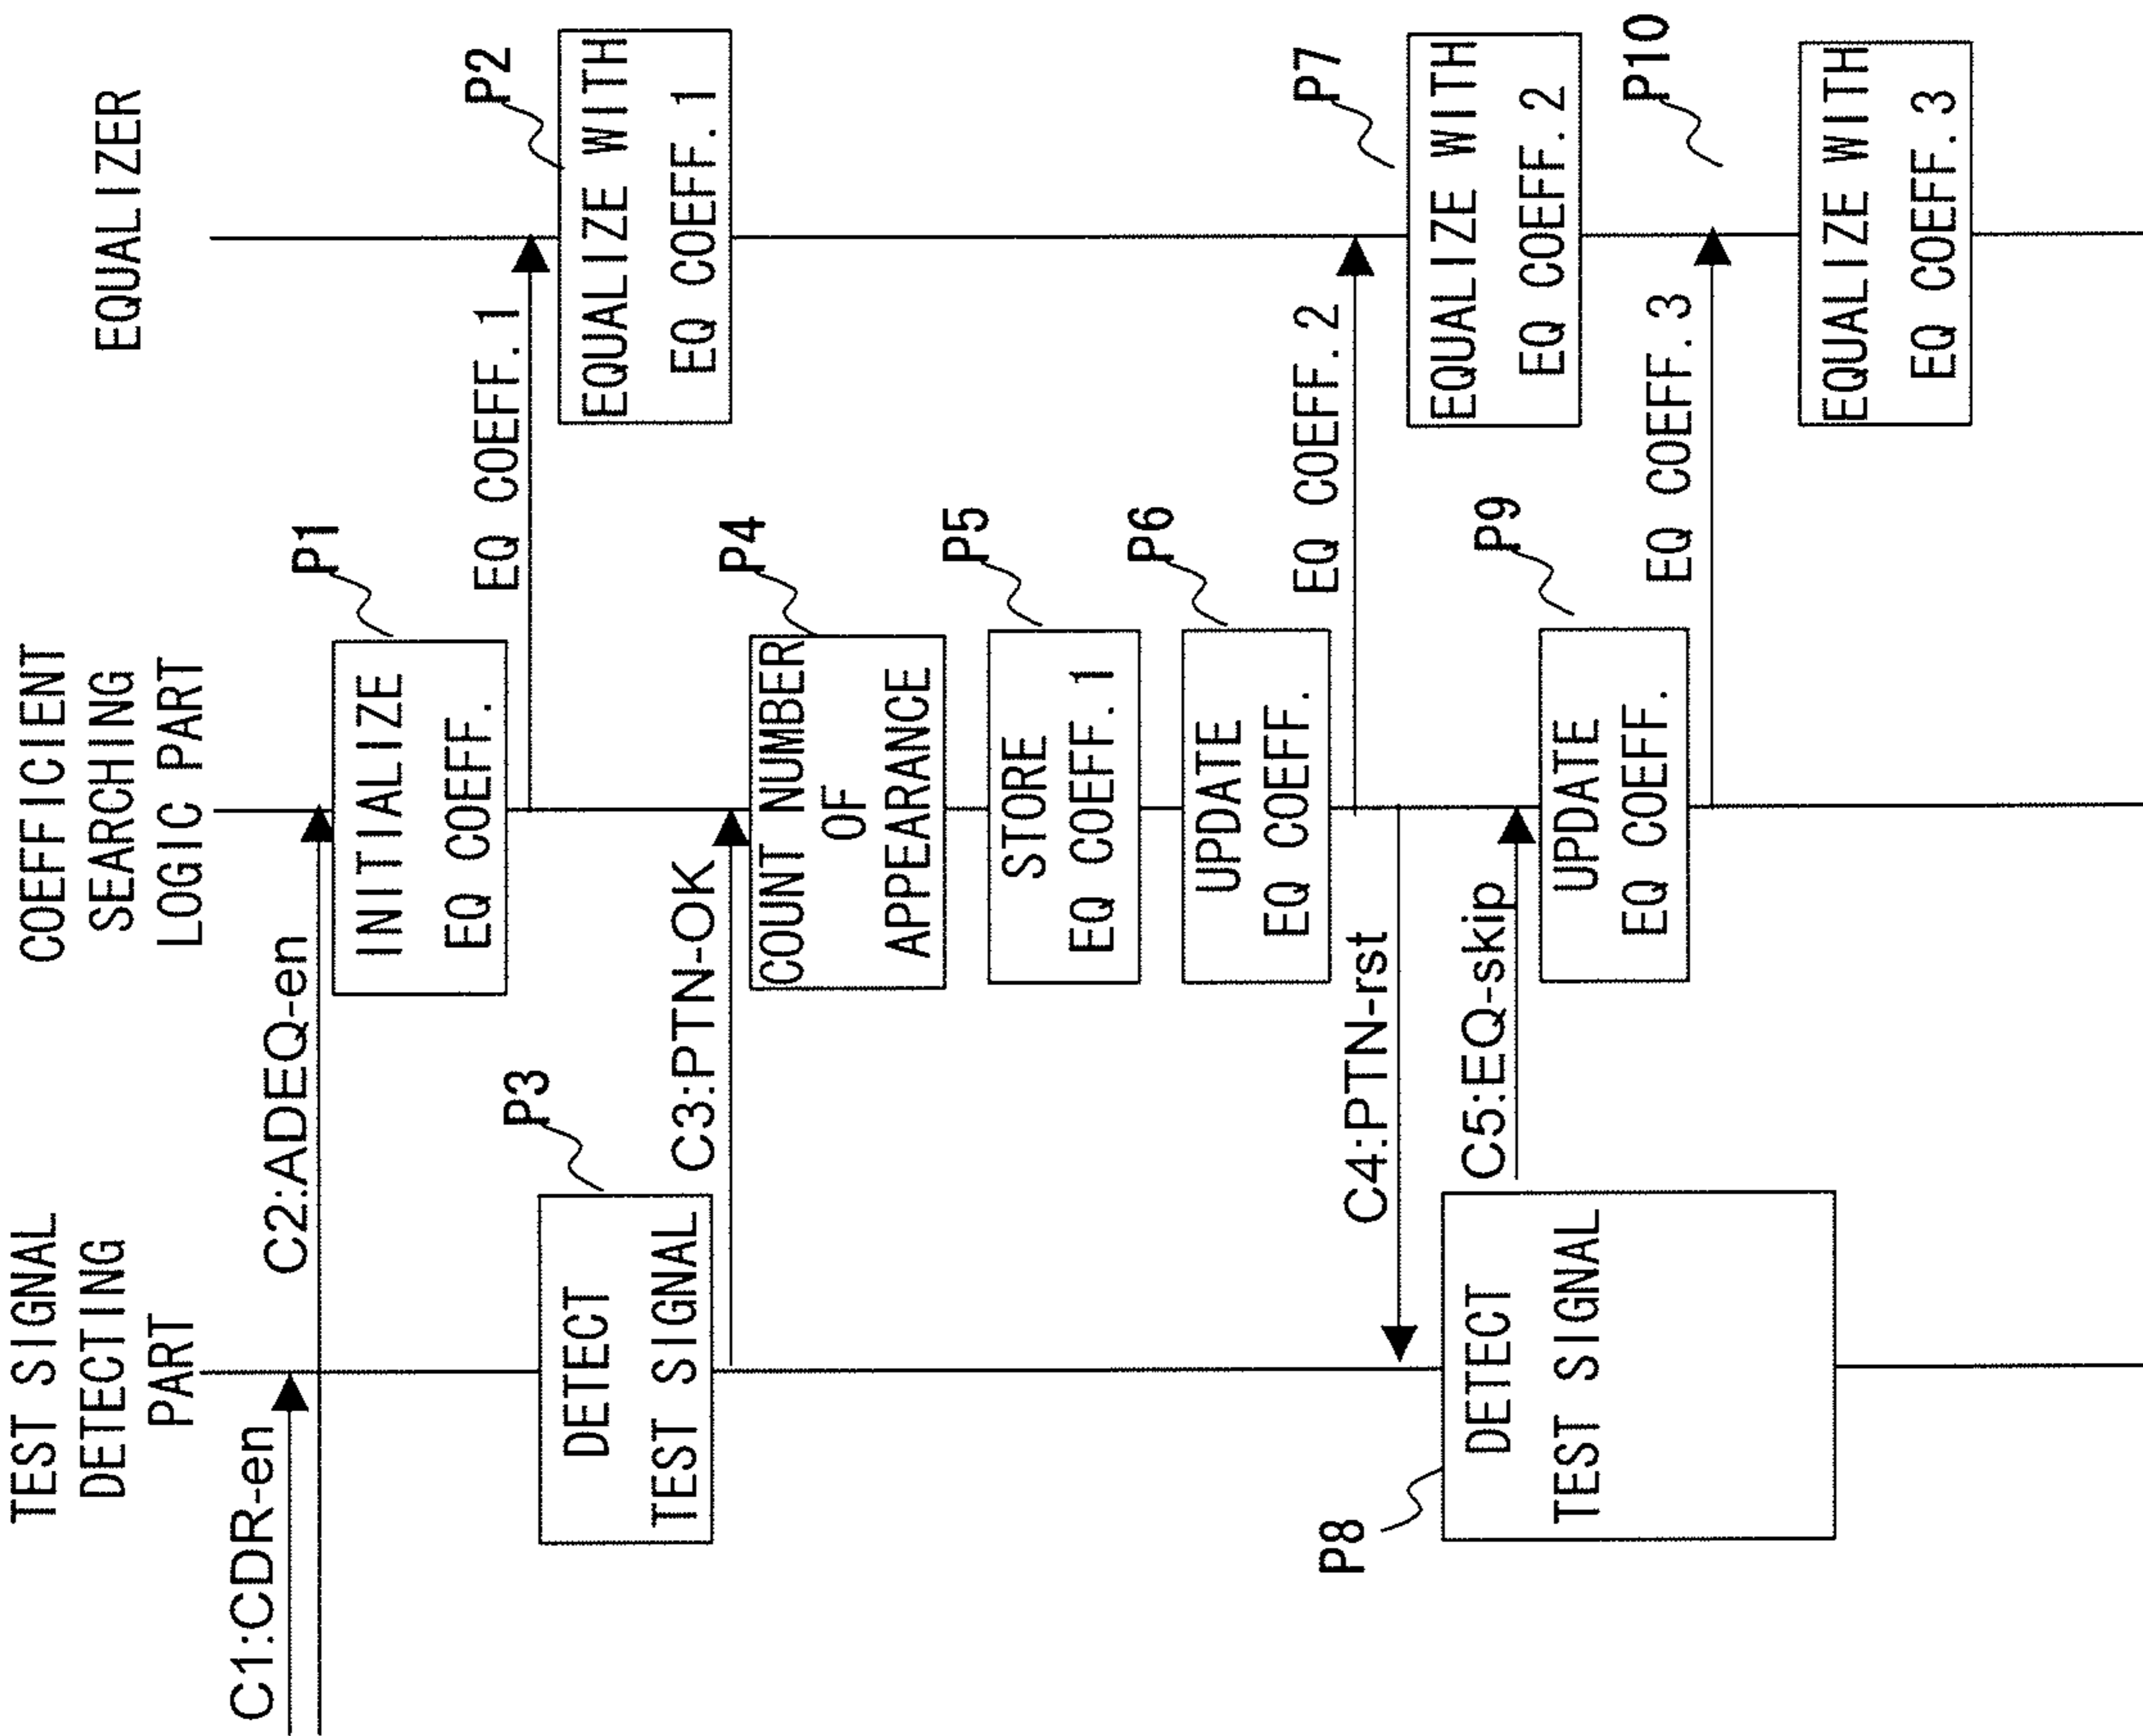 TEST SIGNAL
DETECTING
PART
COEFFICIENT
SEARCHING
LOGIC PART
EQUALIZER
C1:CDR-en
C2:ADEQ-en
P1
INITIALIZE
EQ COEFF.
EQ COEFF.1
P2
EQUALIZE WITH
EQ COEFF.1
P3
DETECT
TEST SIGNAL
C3:PTN-OK
P4
COUNT NUMBER
OF
APPEARANCE
P5
STORE
EQ COEFF.1
P6
UPDATE
EQ COEFF.
EQ COEFF.2
P7
EQUALIZE WITH
EQ COEFF.2
C4:PTN-rst
P8
DETECT
TEST SIGNAL
C5:EQ-skip
P9
UPDATE
EQ COEFF.
EQ COEFF.3
P10
EQUALIZE WITH
EQ COEFF.3